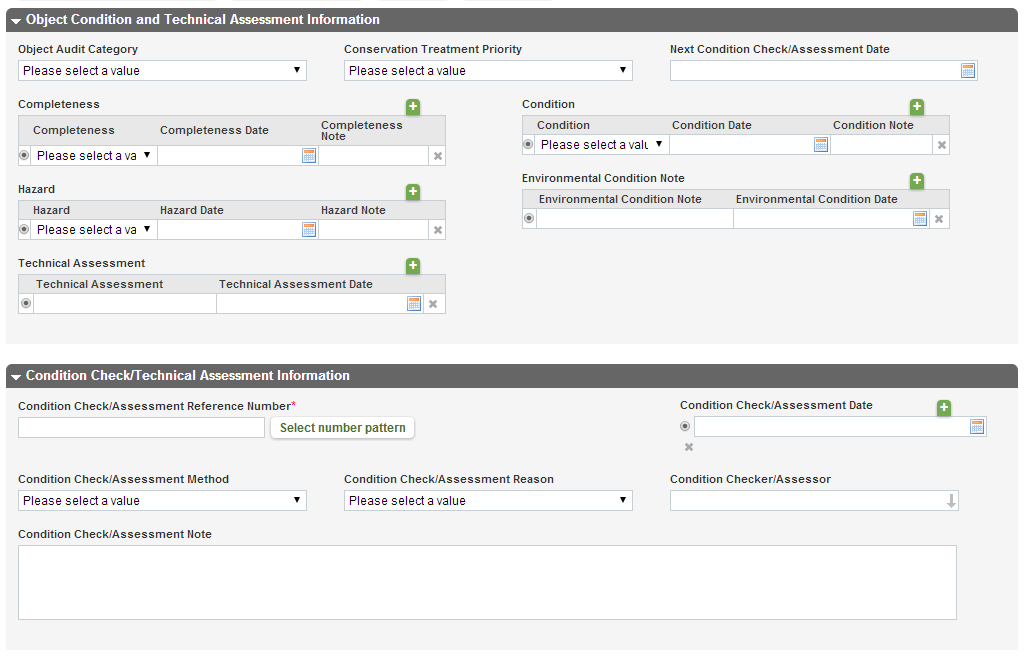 Object Condition and Technical Assessment Information
Object Audit Category
Conservation Treatment Priority
Next Condition Check/Assessment Date
Please select a value
Please select a value
Completeness
Completeness
Completeness Date
Completeness
Note
Please select a va
Condition
Condition
Condition Date
Condition Note
Please select a valu
Hazard
Hazard
Hazard Date
Hazard Note
Please select a va
Environmental Condition Note
Environmental Condition Note
Environmental Condition Date
Technical Assessment
Technical Assessment
Technical Assessment Date
Condition Check/Technical Assessment Information
Condition Check/Assessment Reference Number*
Select number pattern
Condition Check/Assessment Date
Condition Check/Assessment Method
Condition Check/Assessment Reason
Condition Checker/Assessor
Please select a value
Please select a value
Condition Check/Assessment Note